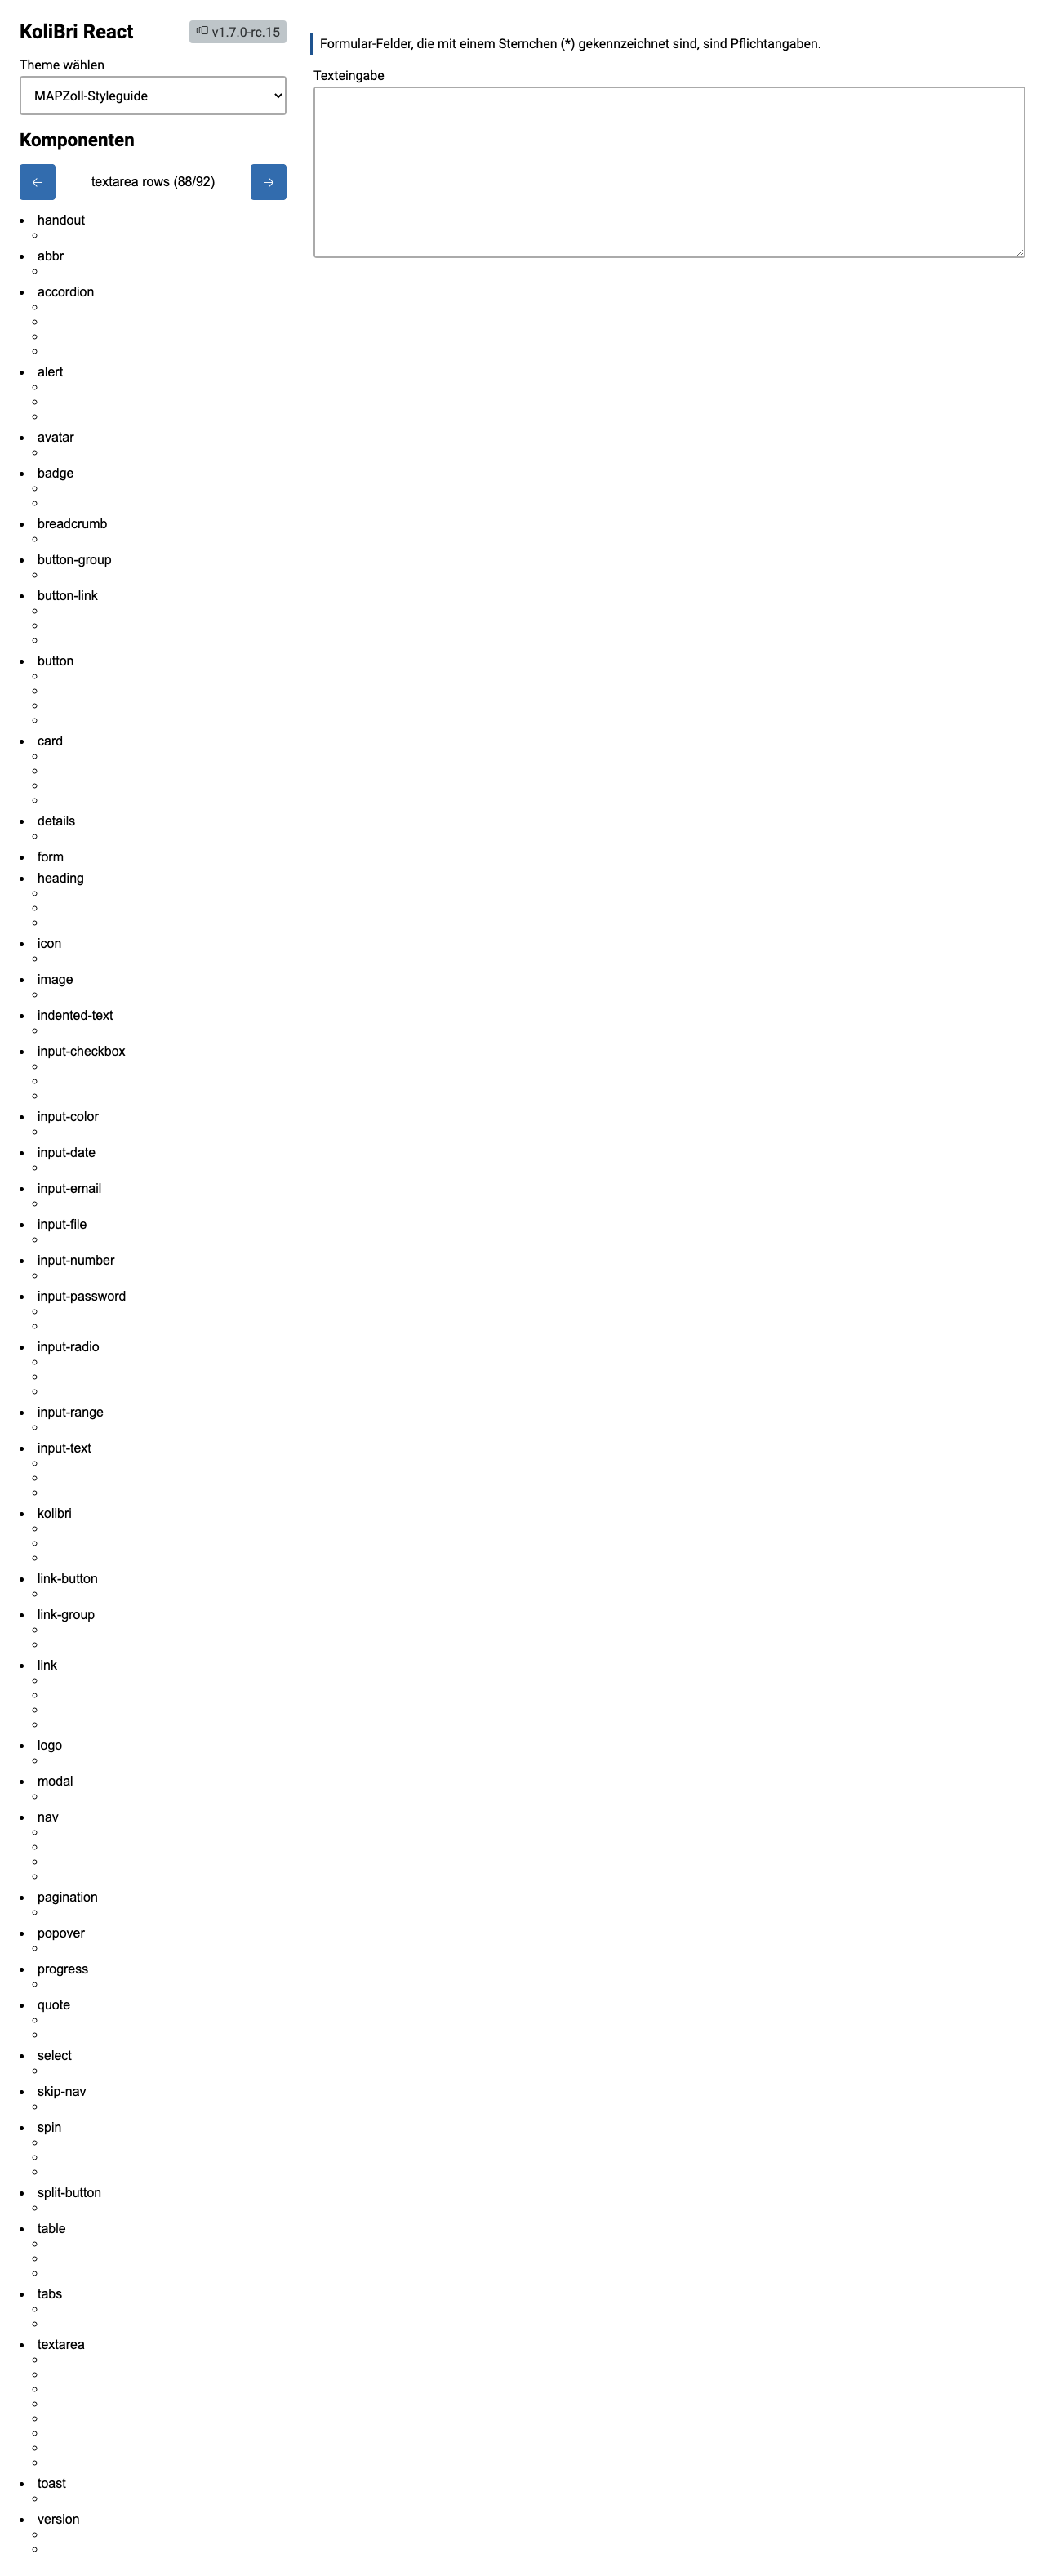 KoliBri React
v1.7.0-rc.15
Theme wählen
MAPZoll-Styleguide
Komponenten
← textarea rows (88/92) →
handout
abbr
accordion
alert
avatar
badge
breadcrumb
button-group
button-link
button
card
details
form
heading
icon
image
indented-text
input-checkbox
input-color
input-date
input-email
input-file
input-number
input-password
input-radio
input-range
input-text
kolibri
link-button
link-group
link
logo
modal
nav
pagination
popover
progress
quote
select
skip-nav
spin
split-button
table
tabs
textarea
toast
version
Formular-Felder, die mit einem Sternchen (*) gekennzeichnet sind, sind Pflichtangaben.
Texteingabe